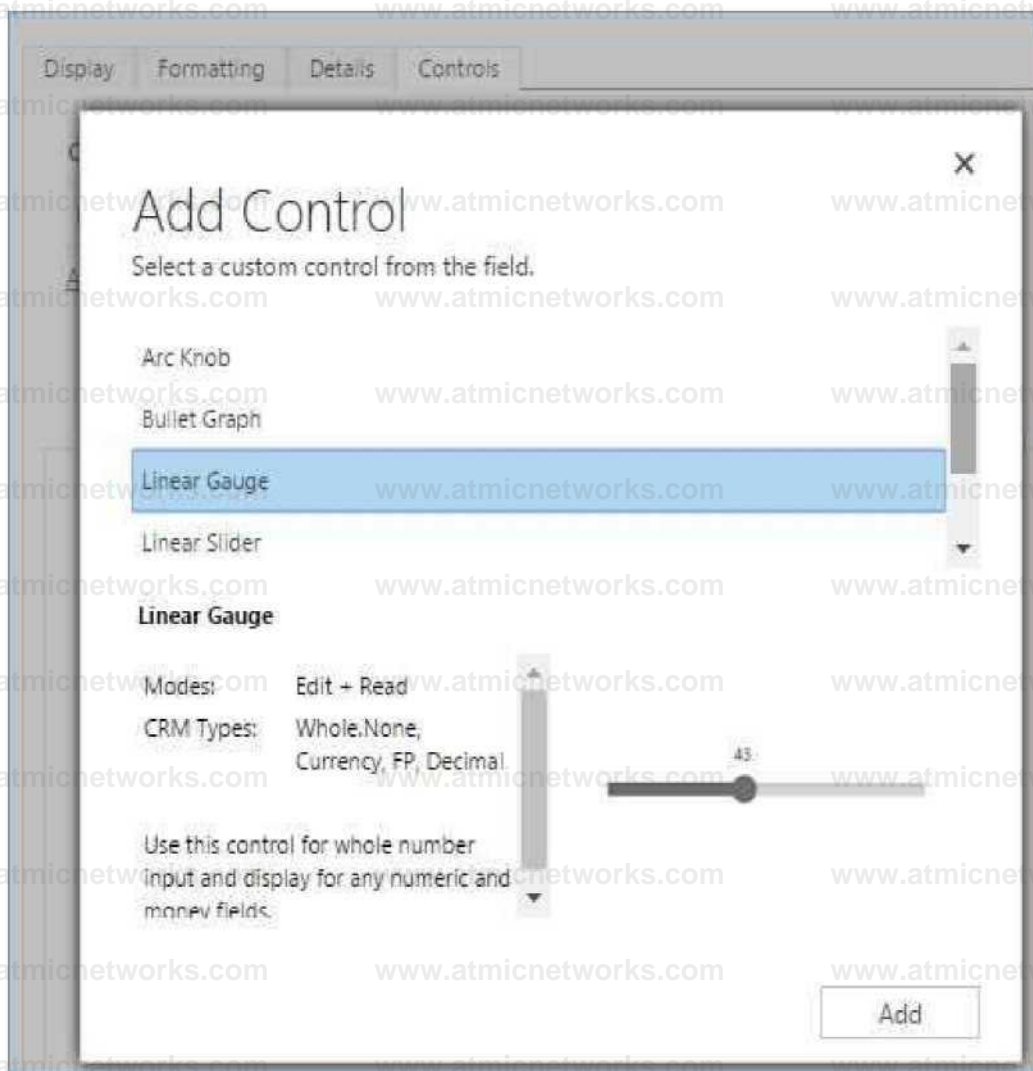 Display Formatting Details Controls
Add Control
Select a custom control from the field.
Arc Knob
Bullet Graph
Linear Gauge
Linear Slider
Linear Gauge
Modes: Edit + Read
CRM Types: Whole.None,
Currency, FP, Decimal
43
Use this control for whole number
input and display for any numeric and
money fields.
Add
www.atmicnetworks.com